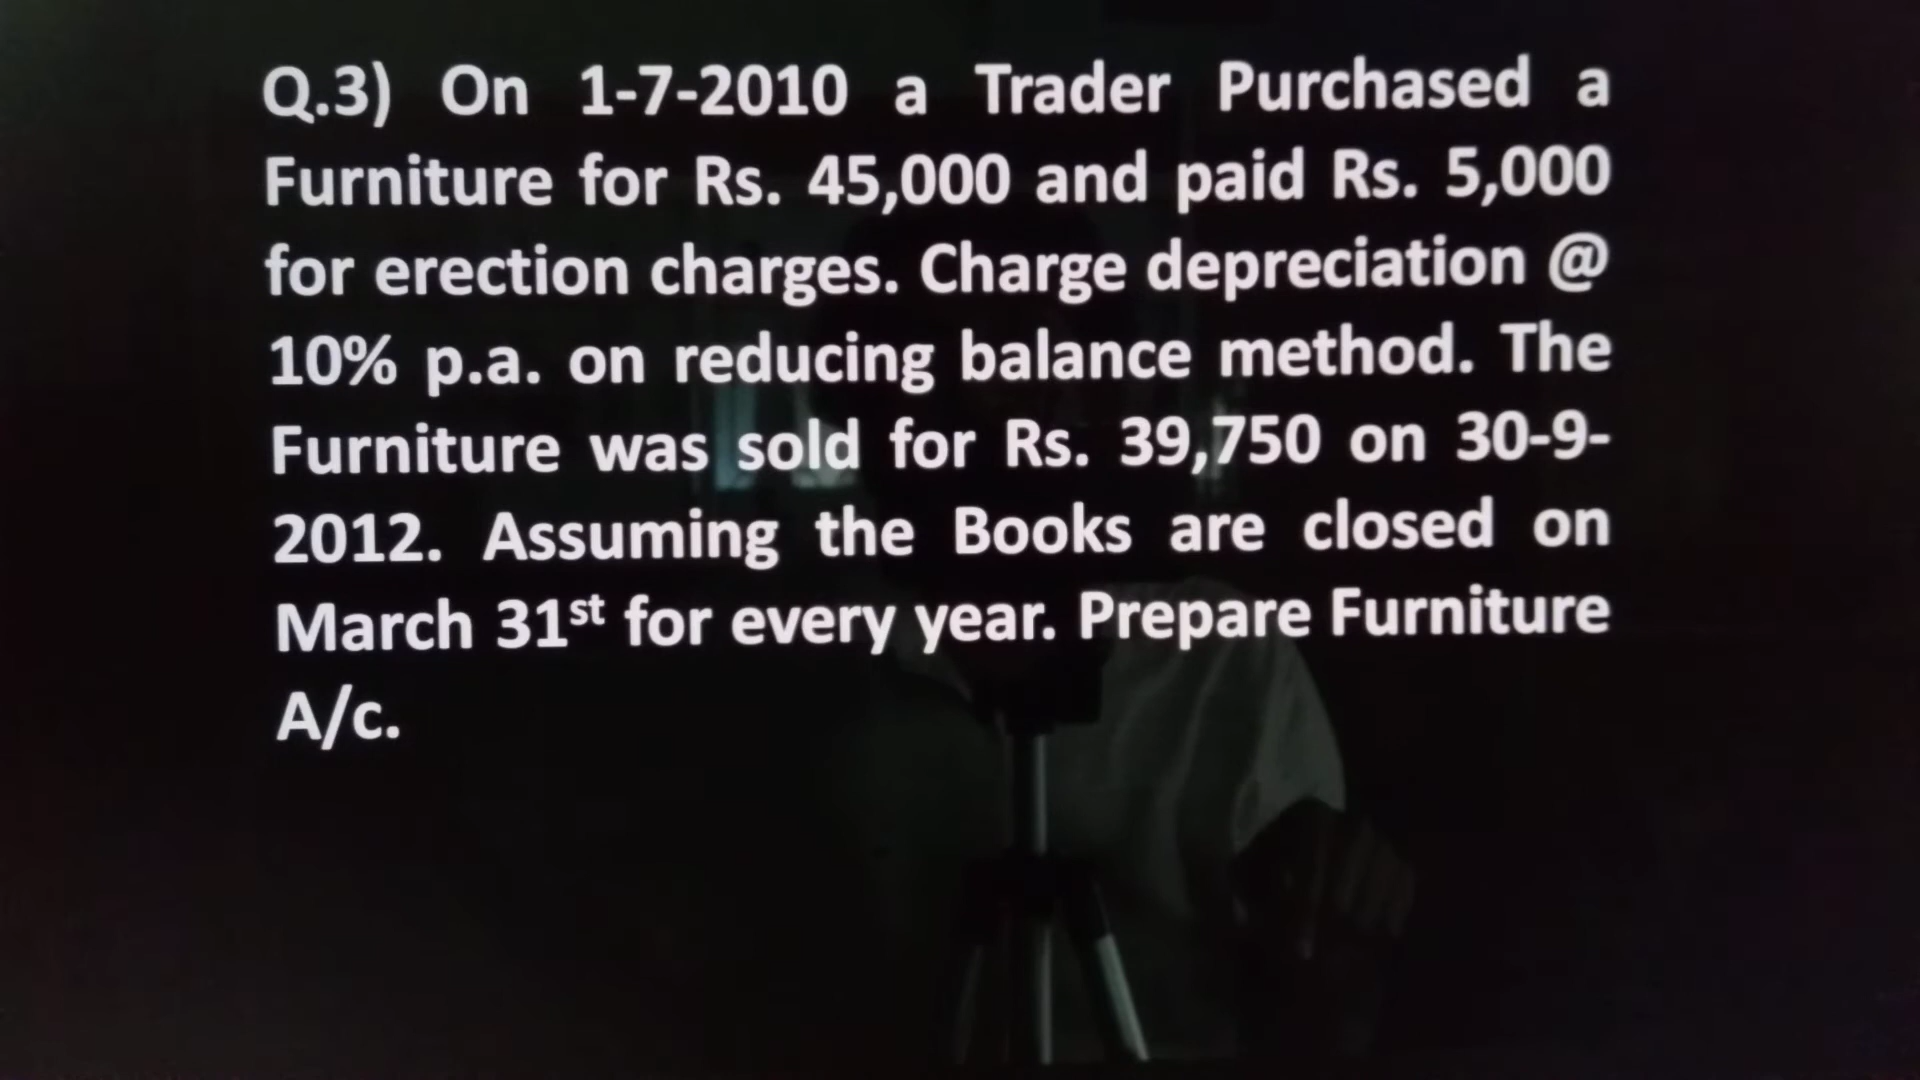 Q.3) On 1-7-2010 a Trader Purchased a
Furniture for Rs. 45,000 and paid Rs. 5,000
for erection charges. Charge depreciation @
10% p.a. on reducing balance method. The
Furniture was sold for Rs. 39,750 on 30-9-
2012. Assuming the Books are closed on
March 31st for every year. Prepare Furniture
A/c.